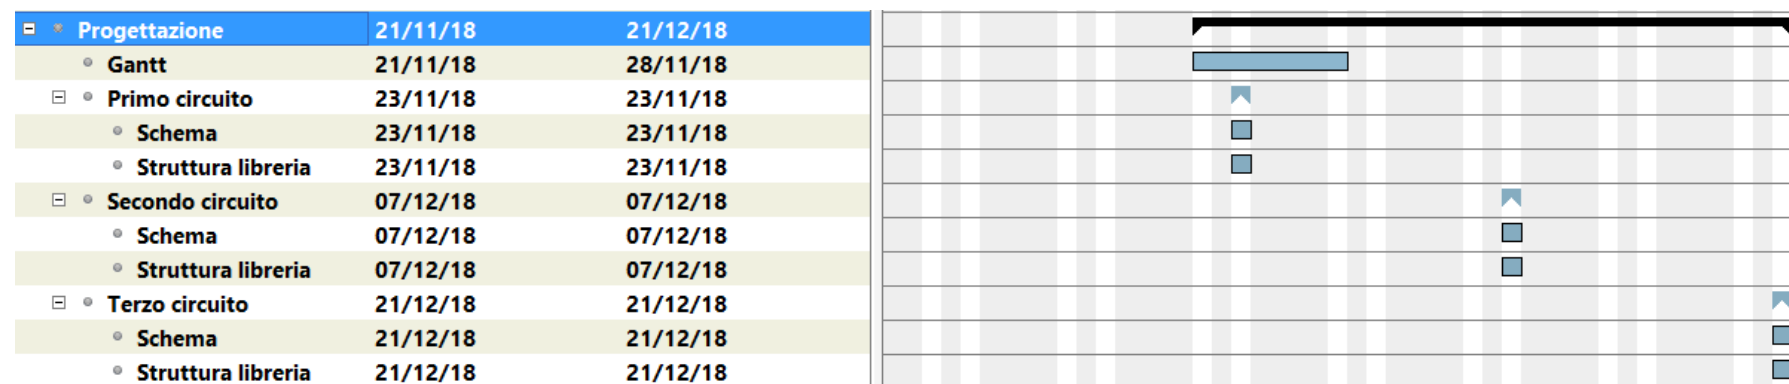 Progettazione 21/11/18 21/12/18
Gantt 21/11/18 28/11/18
Primo circuito 23/11/18 23/11/18
Schema 23/11/18 23/11/18
Struttura libreria 23/11/18 23/11/18
Secondo circuito 07/12/18 07/12/18
Schema 07/12/18 07/12/18
Struttura libreria 07/12/18 07/12/18
Terzo circuito 21/12/18 21/12/18
Schema 21/12/18 21/12/18
Struttura libreria 21/12/18 21/12/18